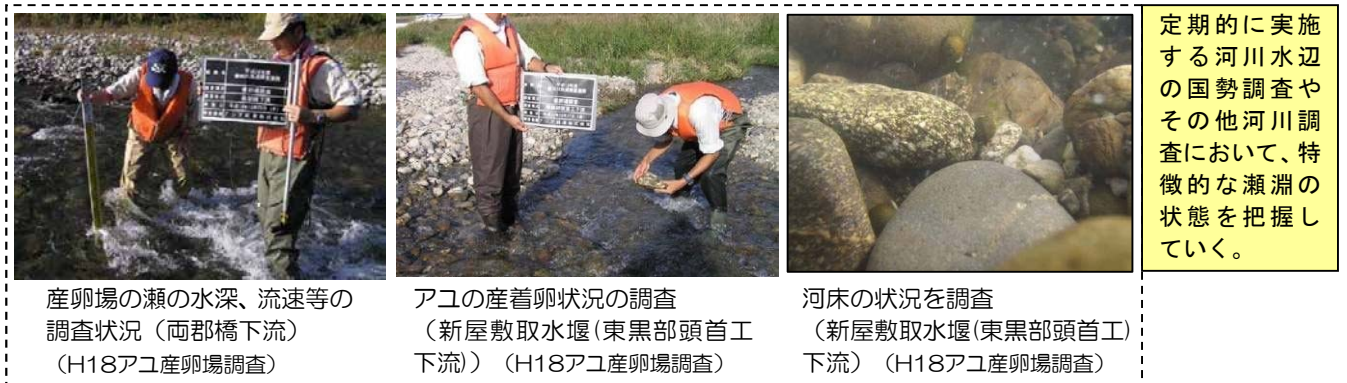 定期的に実施
する河川水辺
の国勢調査や
その他河川調
査において、特
徴的な瀬淵の
状態を把握し
ていく。
産卵場の瀬の水深、流速等の
調査状況（両郡橋下流）
（H18アユ産卵場調査）
アユの産着卵状況の調査
（新屋敷取水堰(東黒部頭首工
下流)）（H18アユ産卵場調査）
河床の状況を調査
（新屋敷取水堰(東黒部頭首工)
下流）（H18アユ産卵場調査）